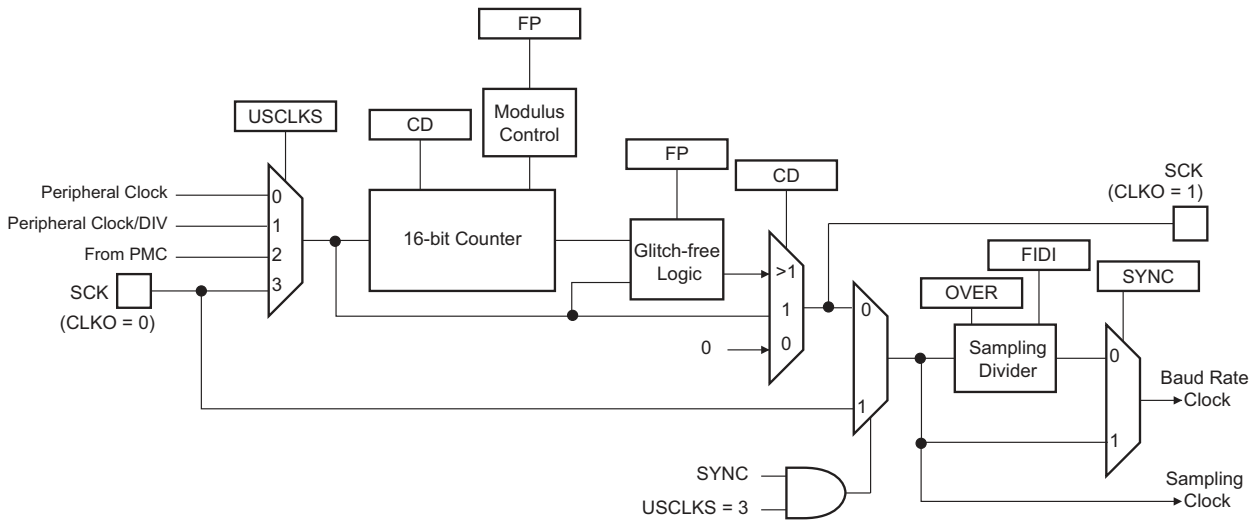 FP
USCLKS
CD
Modulus
Control
FP
CD
SCK
(CLKO = 1)
Peripheral Clock
Peripheral Clock/DIV
From PMC
SCK
(CLKO = 0)
0
1
2
3
16-bit Counter
Glitch-free
Logic
>1
1
0
0
0
1
FIDI
OVER
SYNC
Sampling
Divider
0
1
Baud Rate
Clock
SYNC
USCLKS = 3
Sampling
Clock